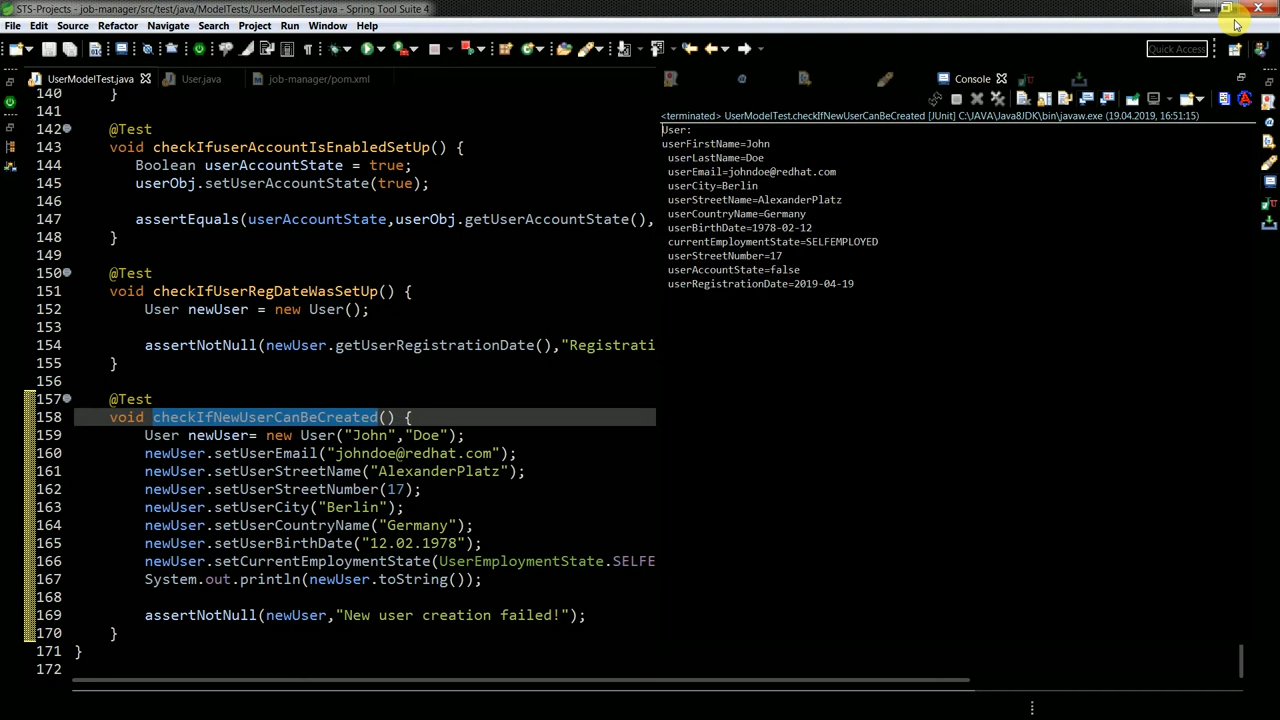 STS-Projects - job-manager/src/test/java/ModelTests/UserModelTest.java - Spring Tool Suite 4
File Edit Source Refactor Navigate Search Project Run Window Help
Quick Access
UserModelTest.java User.java job-manager/pom.xml
140 }
141
142 @Test
143 void checkIfuserAccountIsEnabledSetUp() {
144 Boolean userAccountState = true;
145 userObj.setUserAccountState(true);
146
147 assertEquals(userAccountState,userObj.getUserAccountState(),
148 }
149
150 @Test
151 void checkIfUserRegDateWasSetUp() {
152 User newUser = new User();
153
154 assertNotNull(newUser.getUserRegistrationDate(),"Registrati
155 }
156
157 @Test
158 void checkIfNewUserCanBeCreated() {
159 User newUser= new User("John","Doe");
160 newUser.setUserEmail("johndoe@redhat.com");
161 newUser.setUserStreetName("AlexanderPlatz");
162 newUser.setUserStreetNumber(17);
163 newUser.setUserCity("Berlin");
164 newUser.setUserCountryName("Germany");
165 newUser.setUserBirthDate("12.02.1978");
166 newUser.setCurrentEmploymentState(UserEmploymentState.SELFE
167 System.out.println(newUser.toString());
168
169 assertNotNull(newUser,"New user creation failed!");
170 }
171 }
172
Console
<terminated> UserModelTest.checkIfNewUserCanBeCreated [JUnit] C:\JAVA\Java8JDK\bin\javaw.exe (19.04.2019, 16:51:15)
User:
userFirstName=John
userLastName=Doe
userEmail=johndoe@redhat.com
userCity=Berlin
userStreetName=AlexanderPlatz
userCountryName=Germany
userBirthDate=1978-02-12
currentEmploymentState=SELFEMPLOYED
userStreetNumber=17
userAccountState=false
userRegistrationDate=2019-04-19